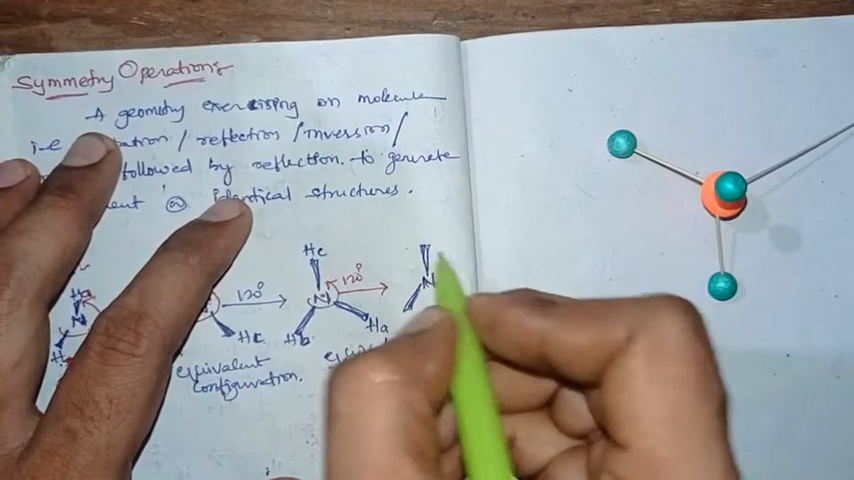 Symmetry Operations
A geometry exercising on molecule
i-e rotation / reflection / inversion /
followed by reflection. to generate
identical structures.
Hc
120°
120°
N
N
Hc
Hb
Ha
equivalent
configuration.